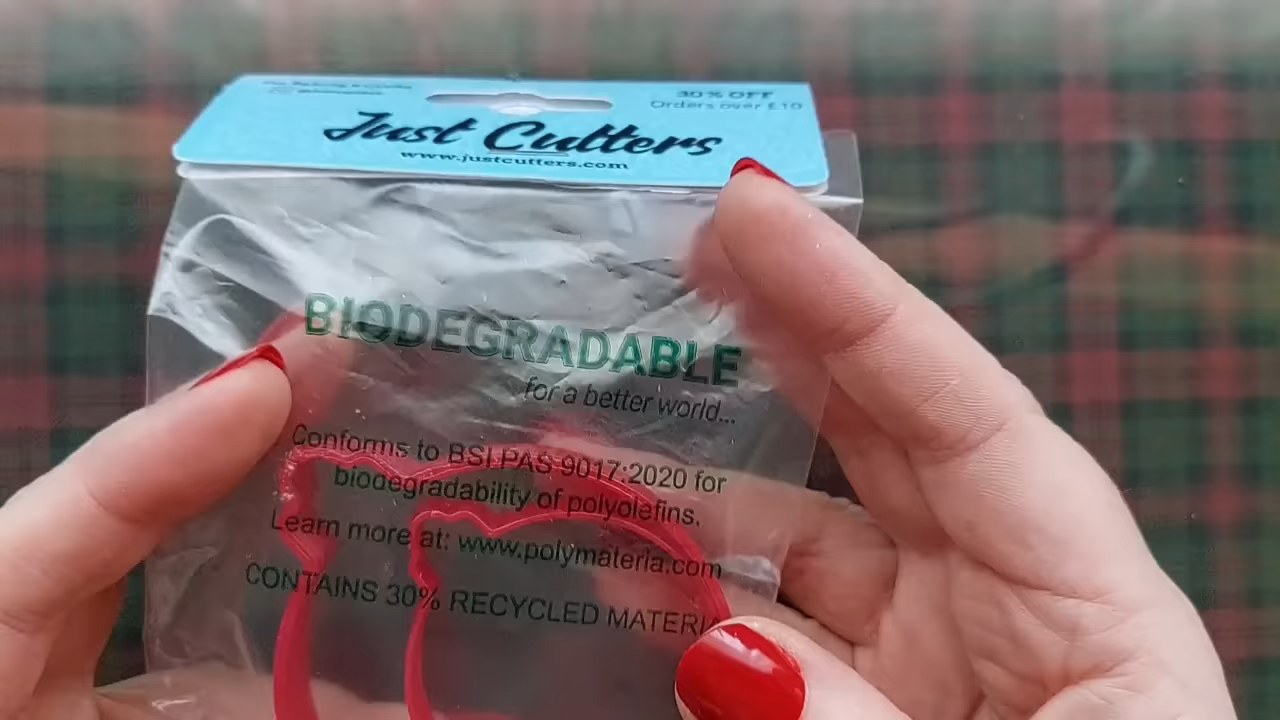 30% OFF
Orders over £10
Just Cutters
www.justcutters.com
BIODEGRADABLE
for a better world...
Conforms to BSI PAS 9017:2020 for
biodegradability of polyolefins.
Learn more at: www.polymateria.com
CONTAINS 30% RECYCLED MATERI